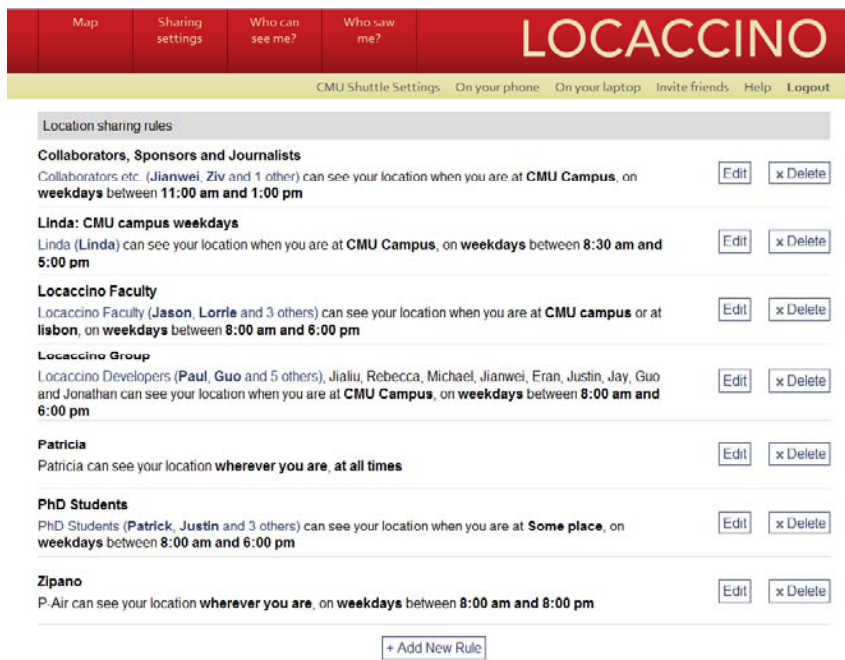 Map Sharing settings Who can see me? Who saw me? LOCACCINO
CMU Shuttle Settings On your phone On your laptop Invite friends Help Logout
Location sharing rules
Collaborators, Sponsors and Journalists
Collaborators etc. (Jianwei, Ziv and 1 other) can see your location when you are at CMU Campus, on
weekdays between 11:00 am and 1:00 pm
Edit x Delete
Linda: CMU campus weekdays
Linda (Linda) can see your location when you are at CMU Campus, on weekdays between 8:30 am and
5:00 pm
Edit x Delete
Locaccino Faculty
Locaccino Faculty (Jason, Lorrie and 3 others) can see your location when you are at CMU campus or at
lisbon, on weekdays between 8:00 am and 6:00 pm
Edit x Delete
Locaccino Group
Locaccino Developers (Paul, Guo and 5 others), Jialiu, Rebecca, Michael, Jianwei, Eran, Justin, Jay, Guo
and Jonathan can see your location when you are at CMU Campus, on weekdays between 8:00 am and
6:00 pm
Edit x Delete
Patricia
Patricia can see your location wherever you are, at all times
Edit x Delete
PhD Students
PhD Students (Patrick, Justin and 3 others) can see your location when you are at Some place, on
weekdays between 8:00 am and 6:00 pm
Edit x Delete
Zipano
P-Air can see your location wherever you are, on weekdays between 8:00 am and 8:00 pm
Edit x Delete
+ Add New Rule